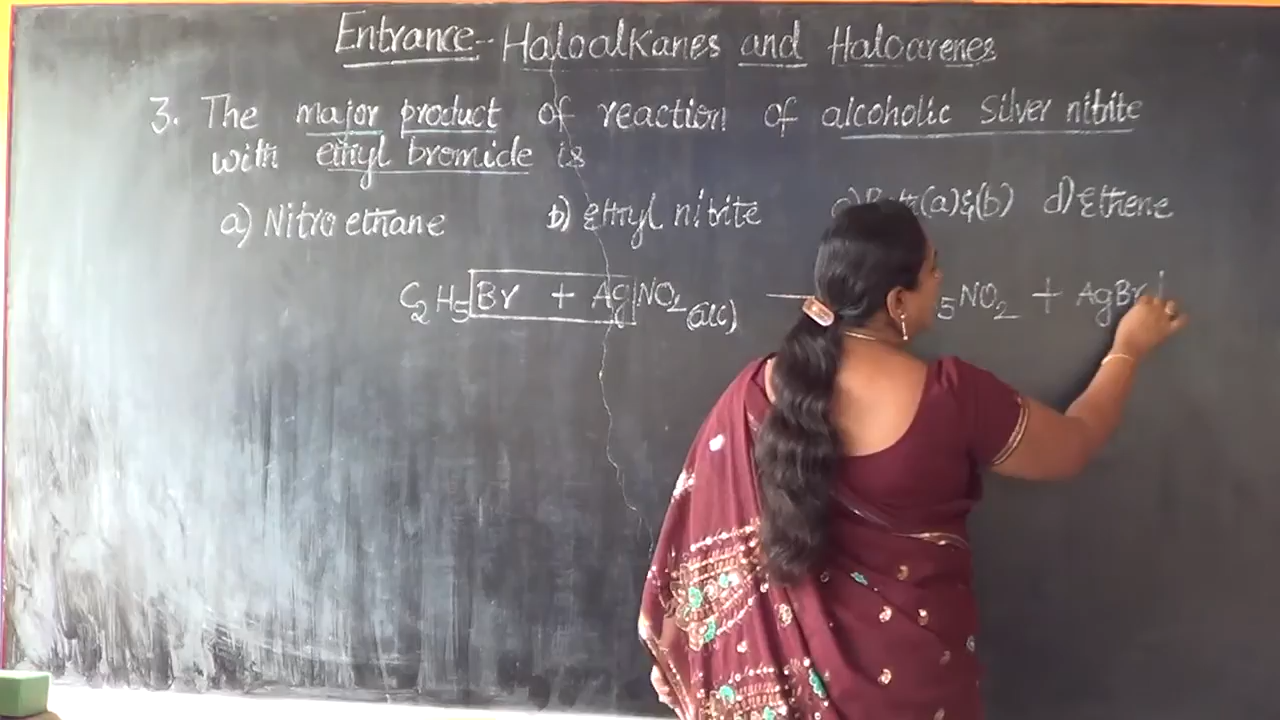 Entrance-- Haloalkanes and Haloarenes
3. The major product of reaction of alcoholic Silver nitrite
with ethyl bromide is
a) Nitro ethane b) ethyl nitrite (a)&(b) d) Ethene
C2H5Br + AgNO2(alc) — 5NO2 + AgBr